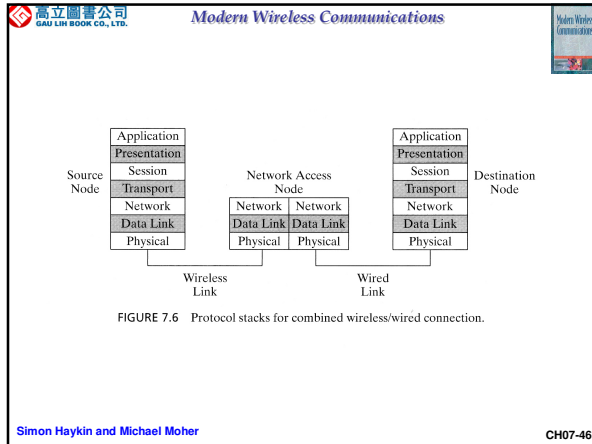 高立圖書公司
GAU LIH BOOK CO., LTD.
Modern Wireless Communications
Modern Wireless
Communications
Application
Presentation
Session
Transport
Network
Data Link
Physical
Source
Node
Network Access
Node
Network Network
Data Link Data Link
Physical Physical
Application
Presentation
Session
Transport
Network
Data Link
Physical
Destination
Node
Wireless
Link
Wired
Link
FIGURE 7.6 Protocol stacks for combined wireless/wired connection.
Simon Haykin and Michael Moher
CH07-46